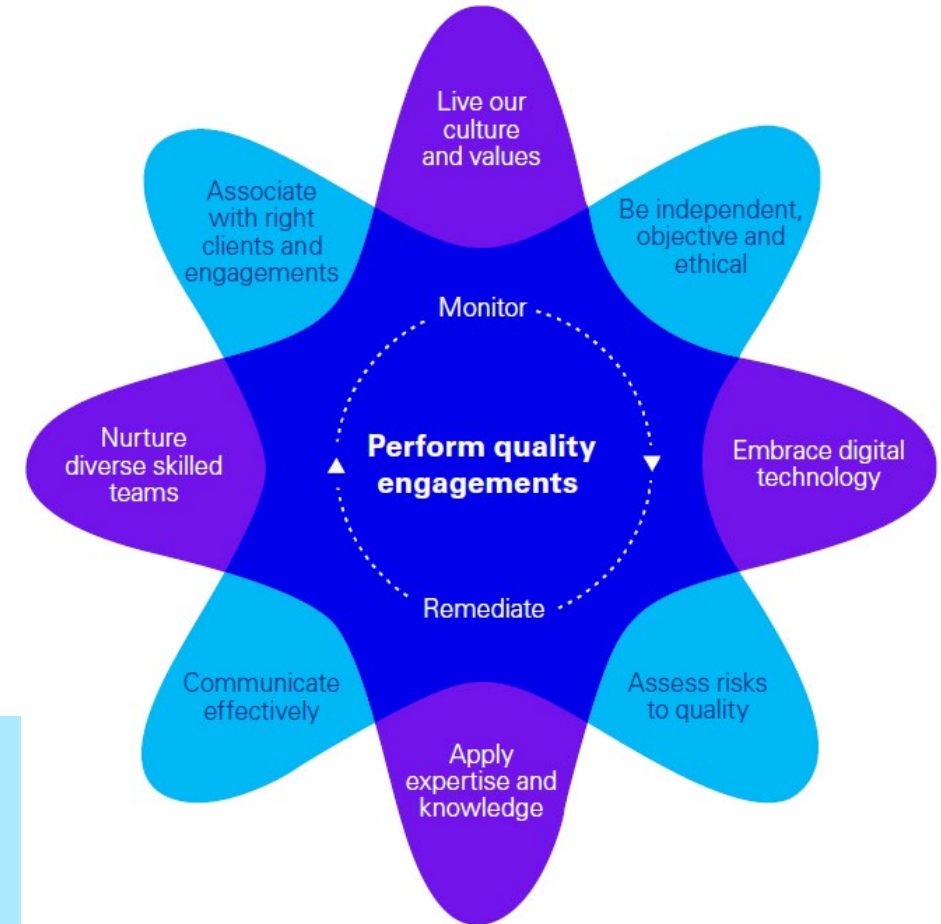 Live our
culture
and values
Be independent,
objective and
ethical
Embrace digital
technology
Assess risks
to quality
Apply
expertise and
knowledge
Communicate
effectively
Nurture
diverse skilled
teams
Associate
with right
clients and
engagements
Monitor
Perform quality
engagements
Remediate